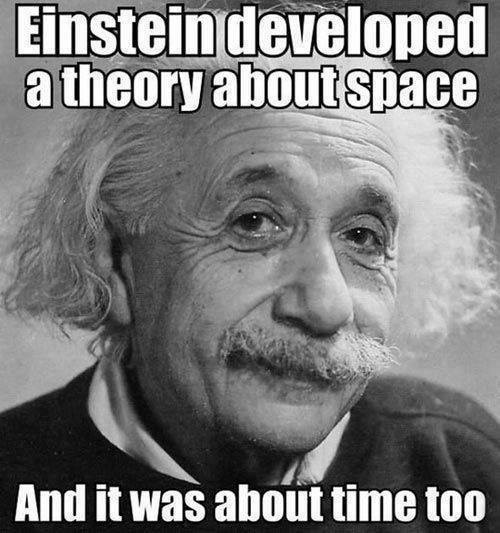 Einstein developed
a theory about space
And it was about time too